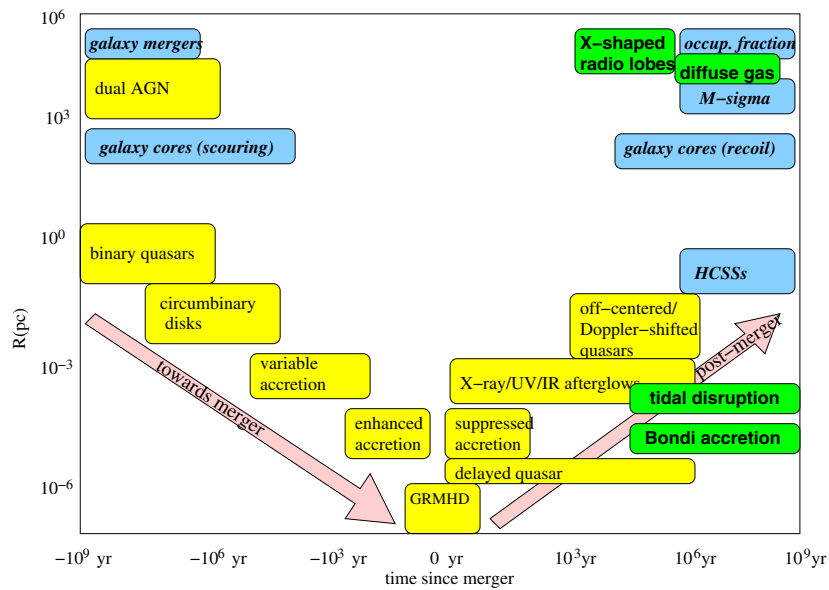 10^6
10^3
10^0
10^−3
10^−6
R(pc)
galaxy mergers
dual AGN
galaxy cores (scouring)
X−shaped
radio lobes
occup. fraction
diffuse gas
M−sigma
galaxy cores (recoil)
binary quasars
circumbinary
disks
HCSSs
off−centered/
Doppler−shifted
quasars
variable
accretion
X−ray/UV/IR afterglows
towards merger
post−merger
tidal disruption
enhanced
accretion
suppressed
accretion
Bondi accretion
delayed quasar
GRMHD
−10^9 yr
−10^6 yr
−10^3 yr
0 yr
10^3yr
10^6 yr
10^9yr
time since merger